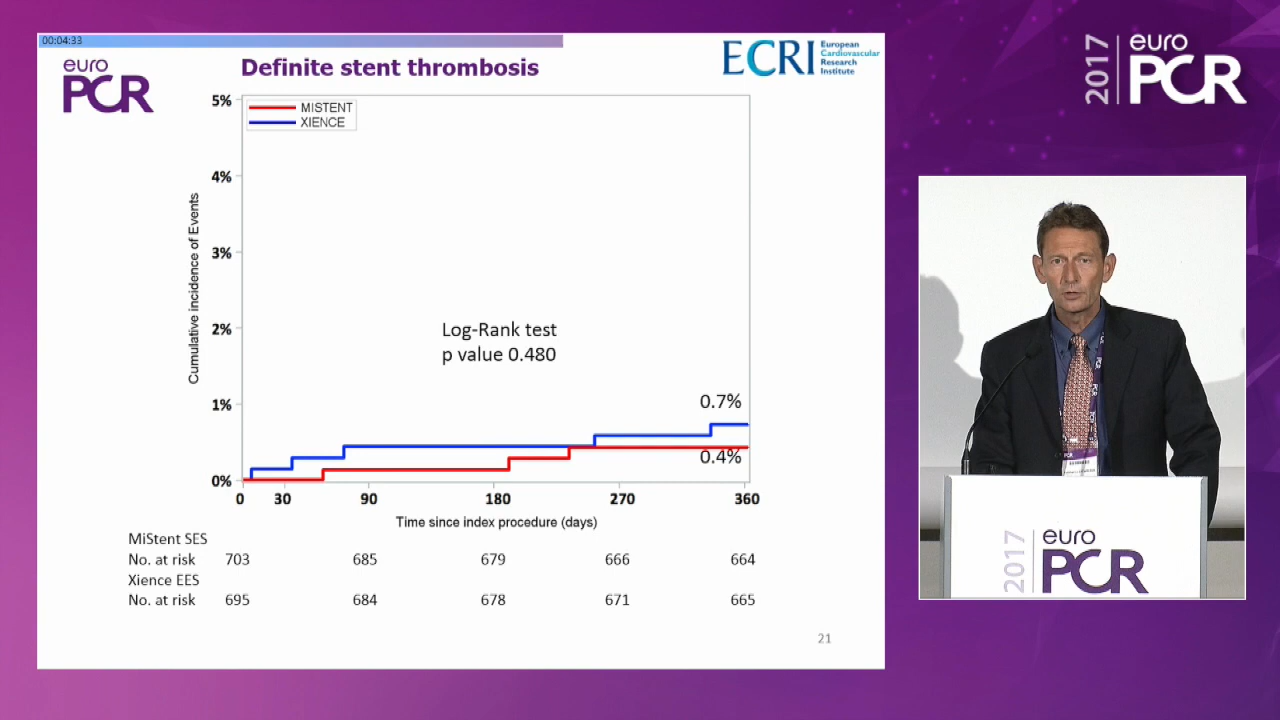 00:04:33
euro
PCR
Definite stent thrombosis
ECRI
European
Cardiovascular
Research
Institute
5%
4%
3%
2%
1%
0%
MISTENT
XIENCE
Cumulative incidence of Events
Log-Rank test
p value 0.480
0.7%
0.4%
0 30 90 180 270 360
Time since index procedure (days)
MiStent SES
No. at risk 703 685 679 666 664
Xience EES
No. at risk 695 684 678 671 665
21
2017
euro
PCR
2017
euro
PCR